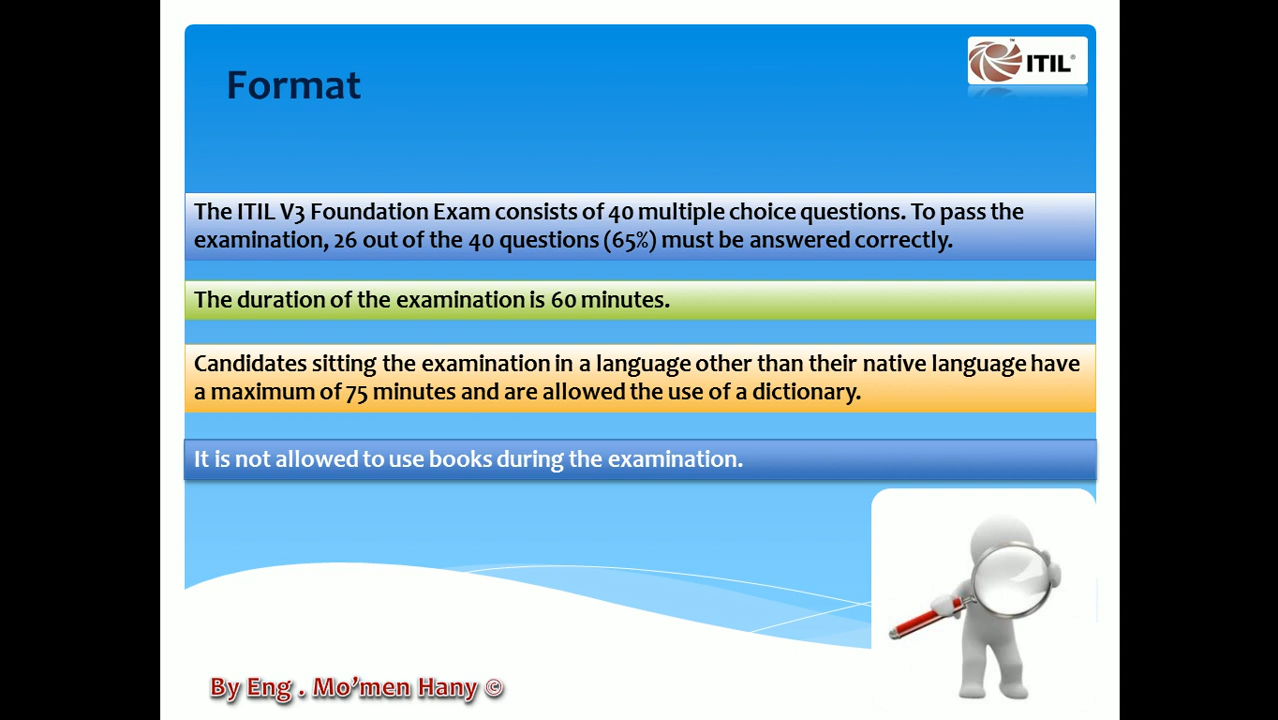 Format
ITIL®
The ITIL V3 Foundation Exam consists of 40 multiple choice questions. To pass the
examination, 26 out of the 40 questions (65%) must be answered correctly.
The duration of the examination is 60 minutes.
Candidates sitting the examination in a language other than their native language have
a maximum of 75 minutes and are allowed the use of a dictionary.
It is not allowed to use books during the examination.
By Eng . Mo’men Hany ©